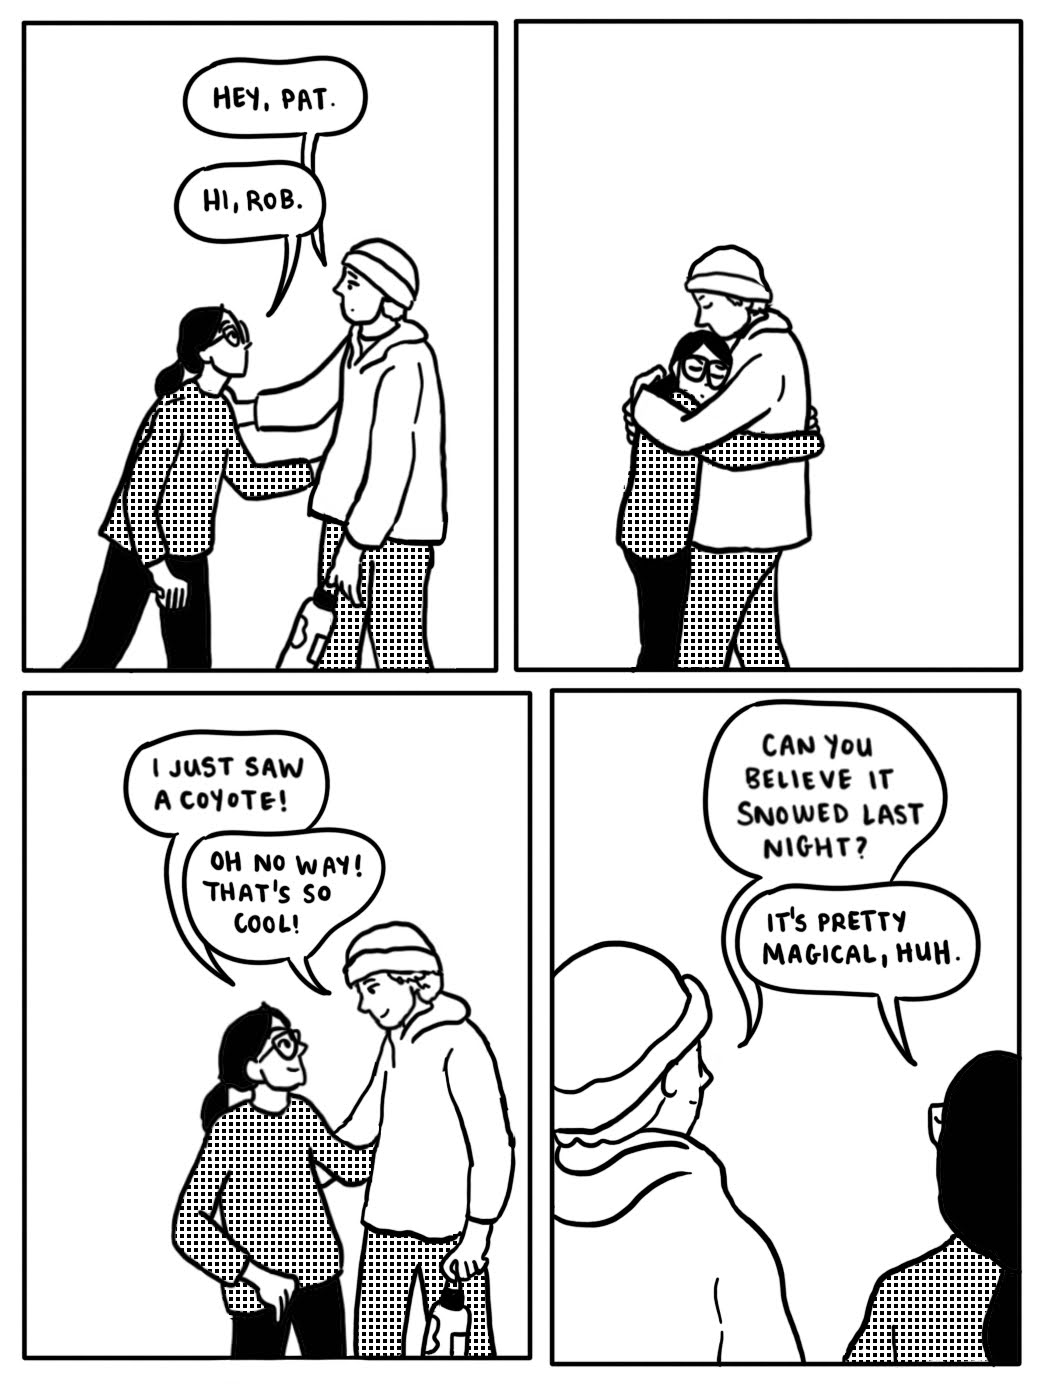 HEY, PAT.
HI, ROB.
I JUST SAW
A COYOTE!
OH NO WAY!
THAT'S SO
COOL!
CAN YOU
BELIEVE IT
SNOWED LAST
NIGHT?
IT'S PRETTY
MAGICAL, HUH.